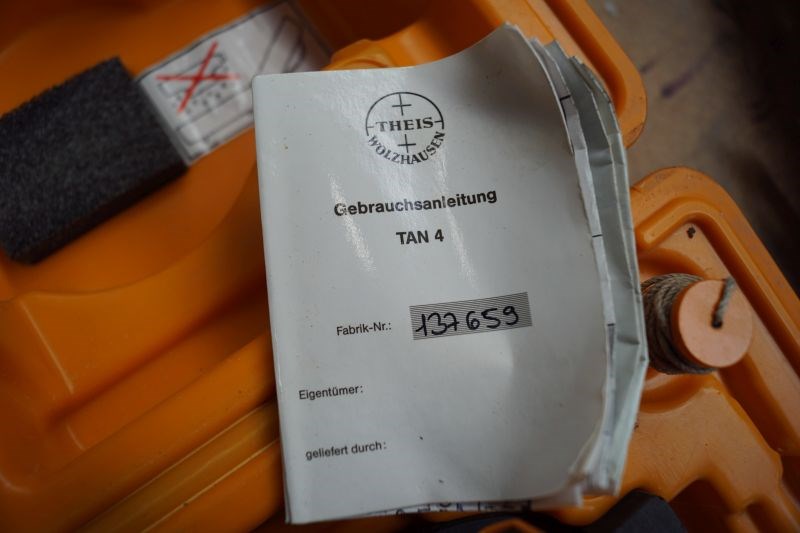 THEIS
WOLZHAUSEN
Gebrauchsanleitung
TAN 4
Fabrik-Nr.: 137659
Eigentümer:
geliefert durch: